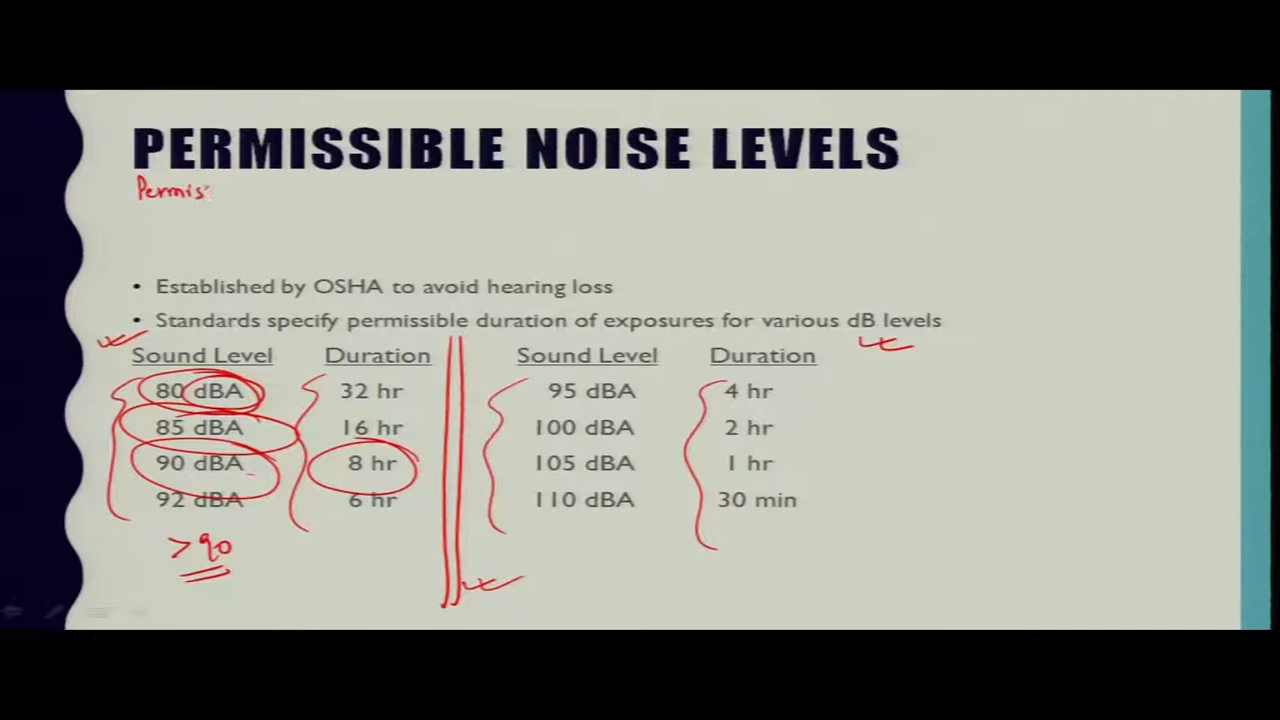 PERMISSIBLE NOISE LEVELS
Permis
• Established by OSHA to avoid hearing loss
• Standards specify permissible duration of exposures for various dB levels
Sound Level Duration Sound Level Duration
80 dBA 32 hr 95 dBA 4 hr
85 dBA 16 hr 100 dBA 2 hr
90 dBA 8 hr 105 dBA 1 hr
92 dBA 6 hr 110 dBA 30 min
>90